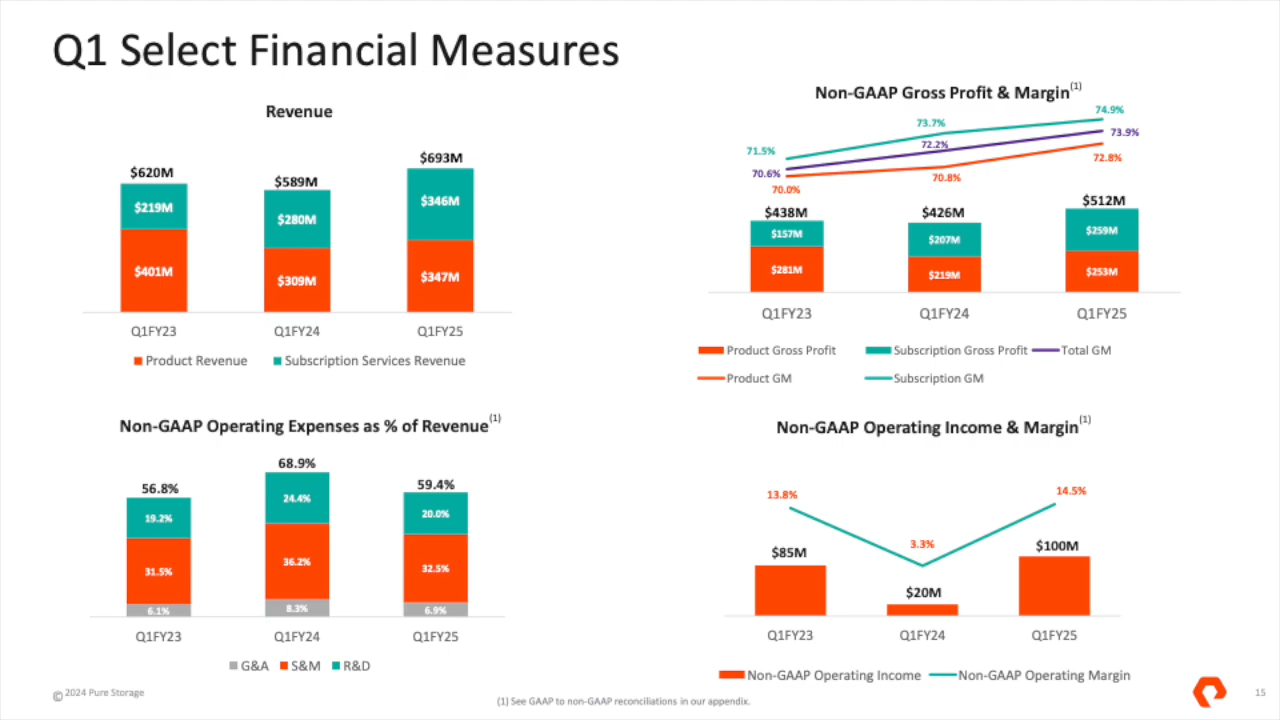 Q1 Select Financial Measures
Revenue
$620M
$589M
$693M
$219M
$280M
$346M
$401M
$309M
$347M
Q1FY23
Q1FY24
Q1FY25
Product Revenue
Subscription Services Revenue
Non-GAAP Gross Profit & Margin(1)
71.5%
73.7%
74.9%
70.6%
72.2%
73.9%
70.0%
70.8%
72.8%
$438M
$426M
$512M
$157M
$207M
$259M
$281M
$219M
$253M
Q1FY23
Q1FY24
Q1FY25
Product Gross Profit
Subscription Gross Profit
Total GM
Product GM
Subscription GM
Non-GAAP Operating Expenses as % of Revenue(1)
56.8%
68.9%
59.4%
19.2%
24.4%
20.0%
31.5%
36.2%
32.5%
6.1%
8.3%
6.9%
Q1FY23
Q1FY24
Q1FY25
G&A
S&M
R&D
Non-GAAP Operating Income & Margin(1)
13.8%
3.3%
14.5%
$85M
$20M
$100M
Q1FY23
Q1FY24
Q1FY25
Non-GAAP Operating Income
Non-GAAP Operating Margin
© 2024 Pure Storage
(1) See GAAP to non-GAAP reconciliations in our appendix.
15